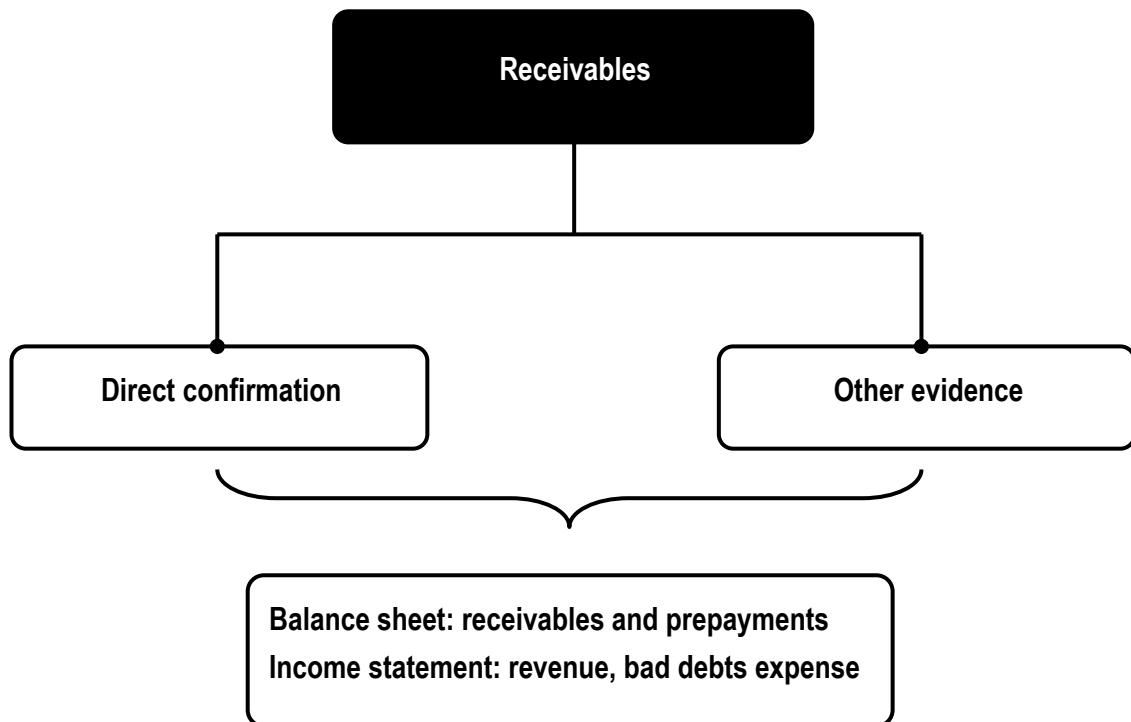 Receivables
Direct confirmation
Other evidence
Balance sheet: receivables and prepayments
Income statement: revenue, bad debts expense